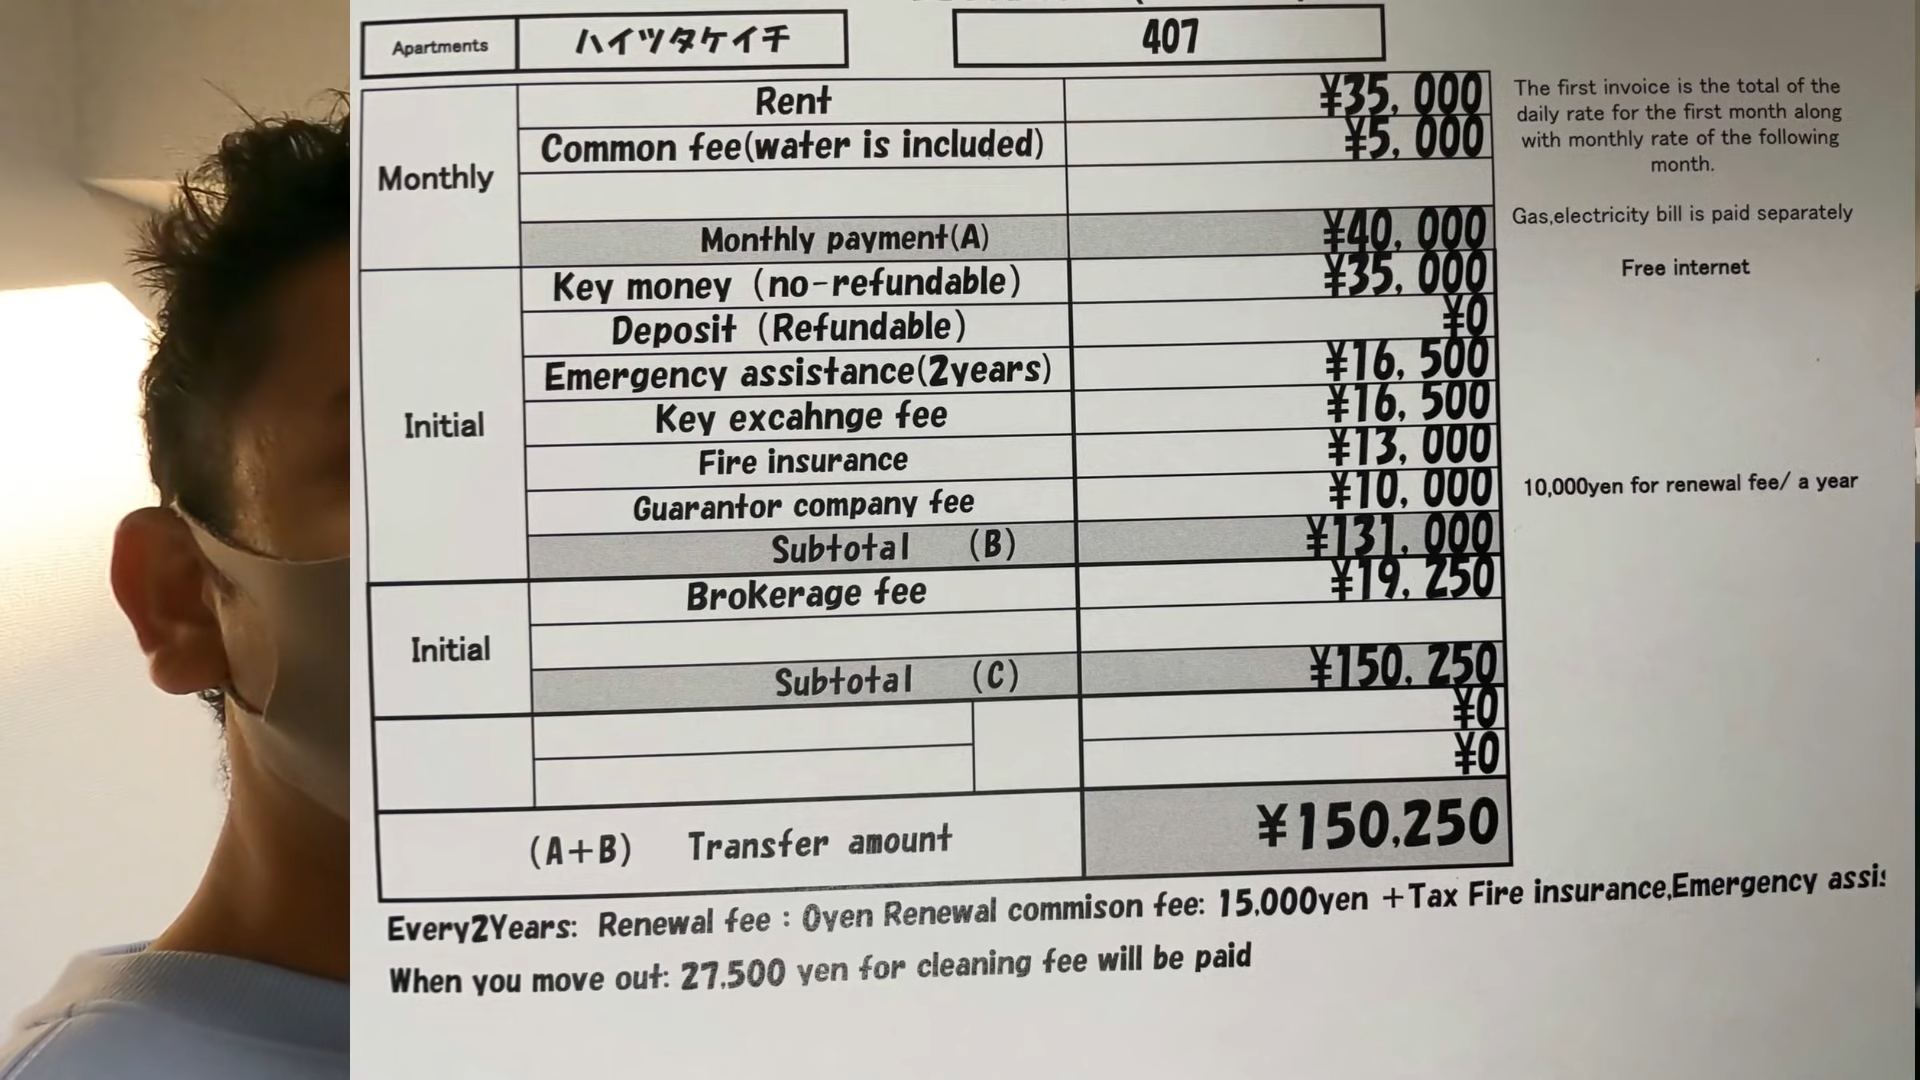 Apartments ハイツタケイチ 407
Rent ¥35,000
Common fee(water is included) ¥5,000
Monthly
Monthly payment(A) ¥40,000
Key money (no-refundable) ¥35,000
Deposit (Refundable) ¥0
Emergency assistance(2years) ¥16,500
Initial
Key excahnge fee ¥16,500
Fire insurance ¥13,000
Guarantor company fee ¥10,000
Subtotal (B) ¥131,000
Brokerage fee ¥19,250
Initial
Subtotal (C) ¥150,250
¥0
¥0
(A+B) Transfer amount ¥150,250
The first invoice is the total of the
daily rate for the first month along
with monthly rate of the following
month.
Gas,electricity bill is paid separately
Free internet
10,000yen for renewal fee/ a year
Every2Years: Renewal fee : 0yen Renewal commison fee: 15,000yen +Tax Fire insurance,Emergency assis
When you move out: 27,500 yen for cleaning fee will be paid